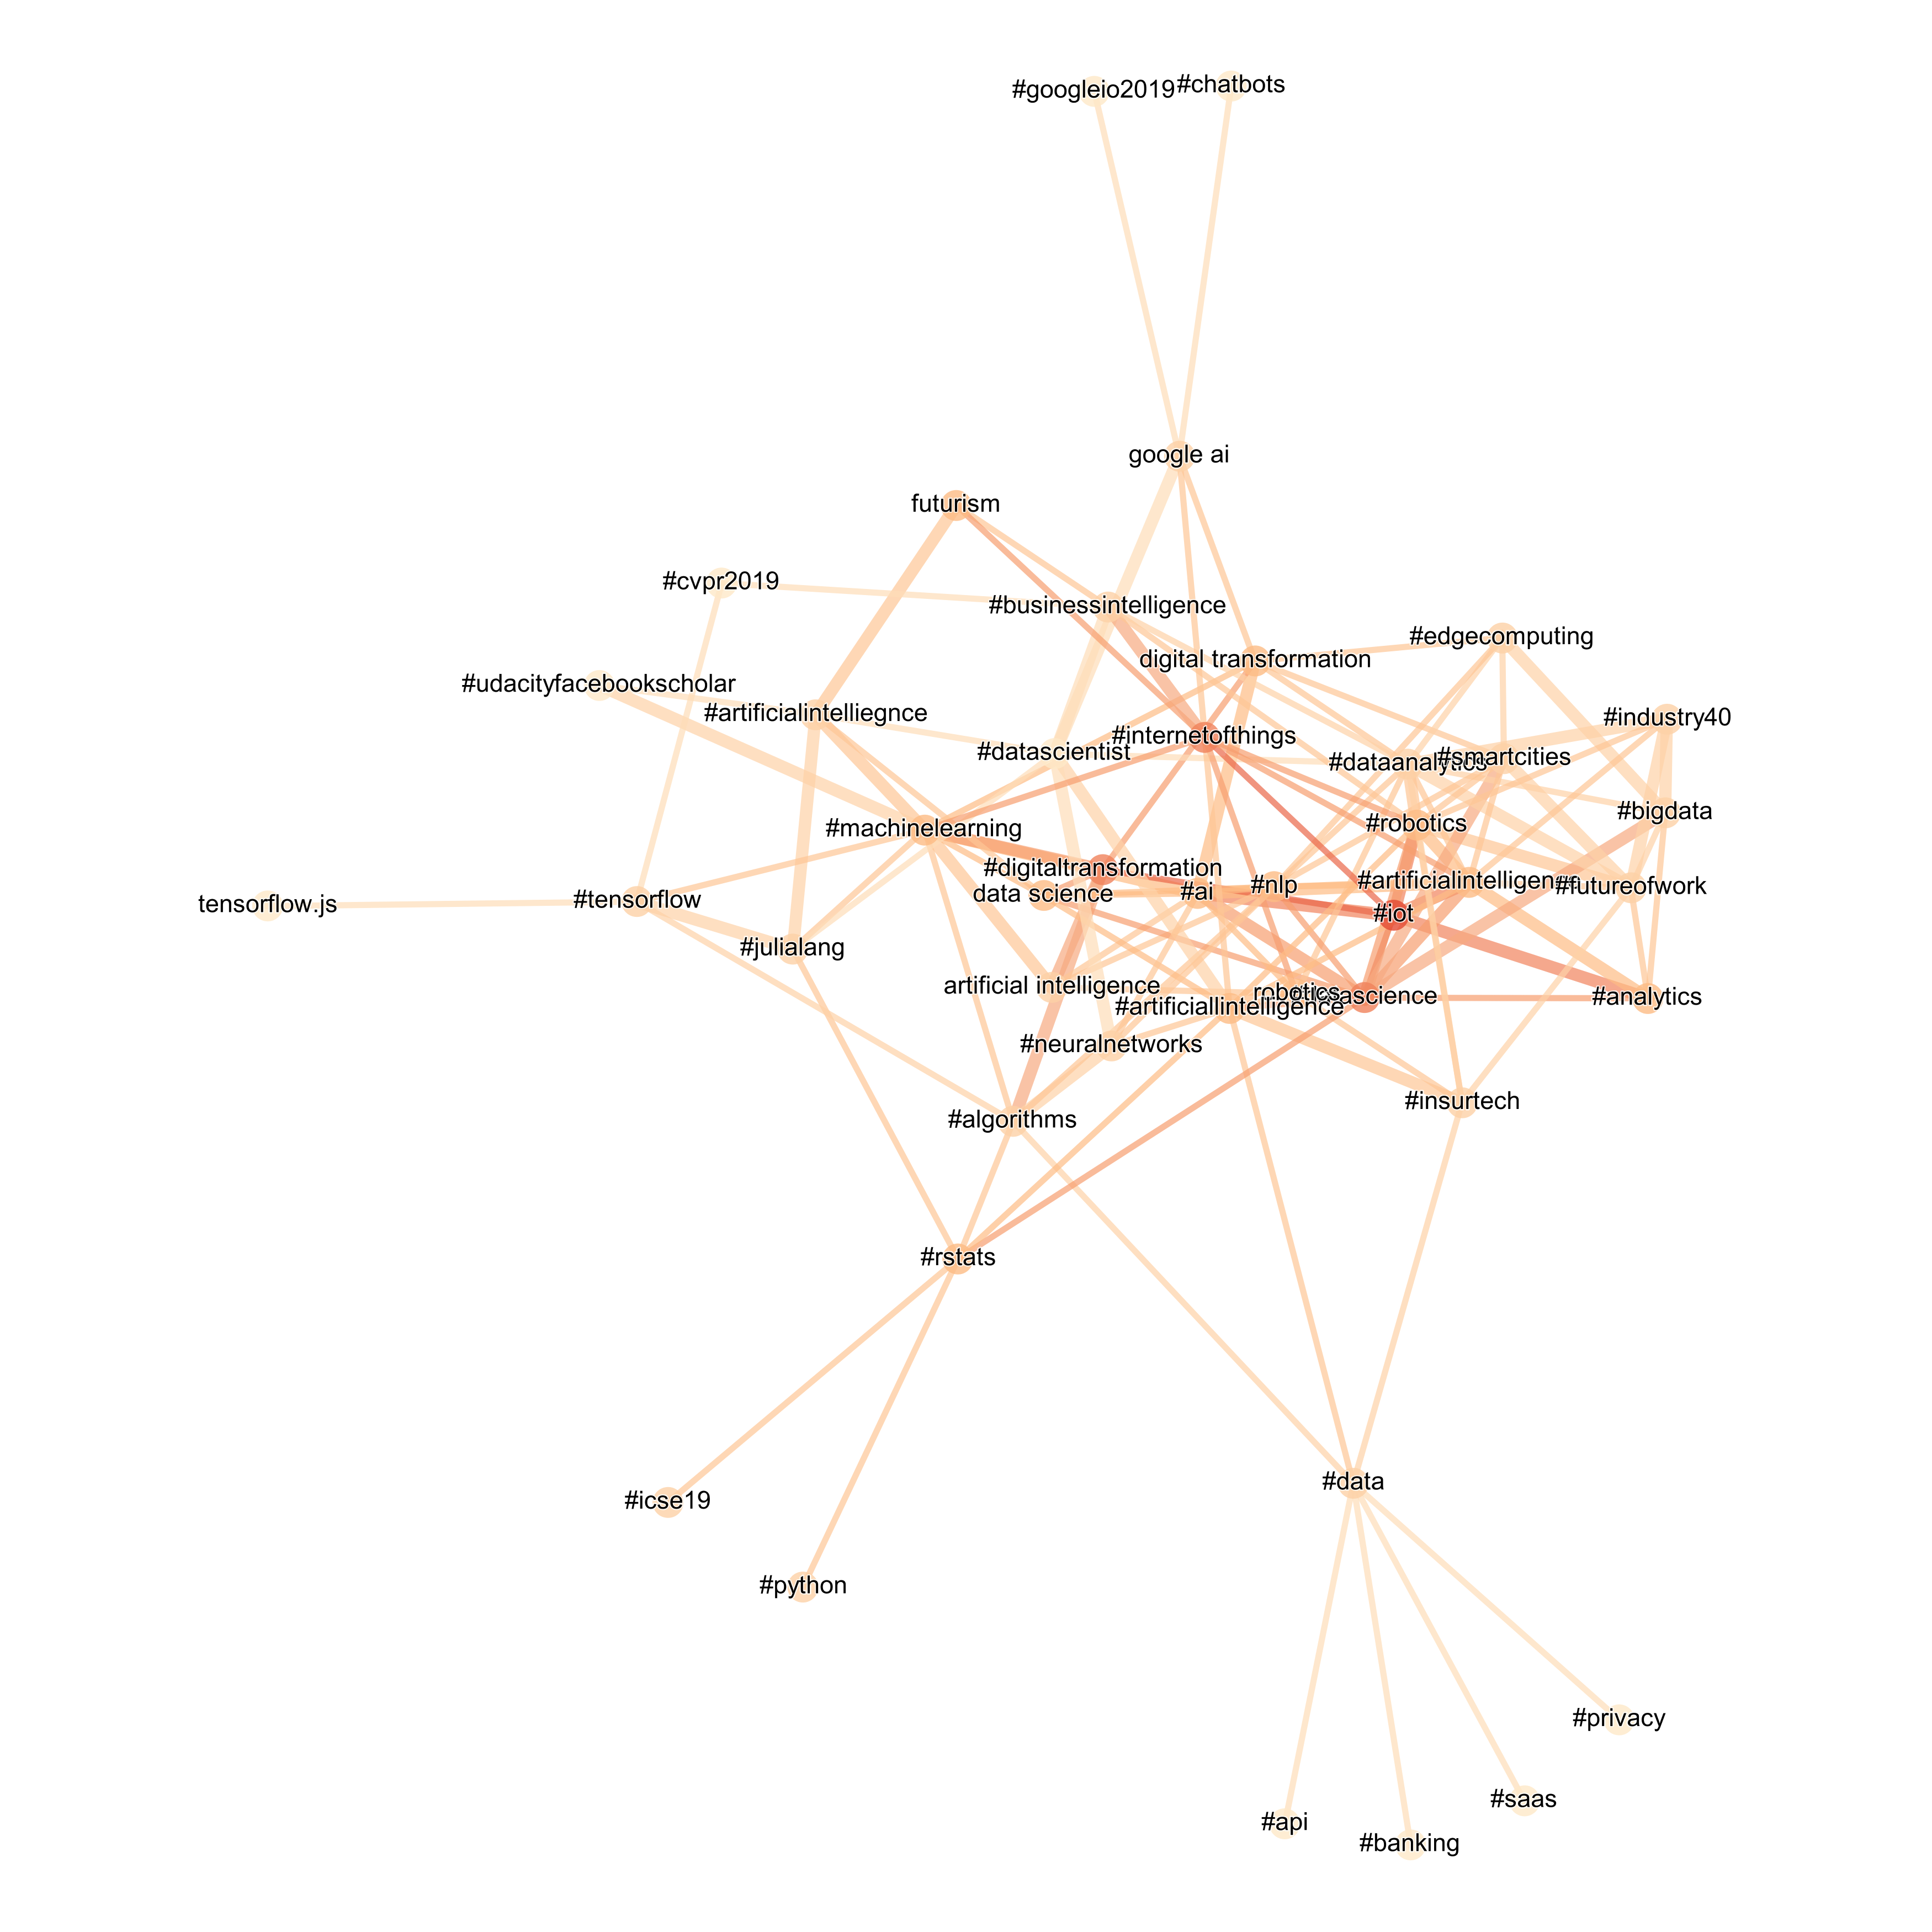 #googleio2019
#chatbots
google ai
futurism
#cvpr2019
#businessintelligence
#edgecomputing
digital transformation
#udacityfacebookscholar
#artificialintelliegnce
#industry40
#internetofthings
#datascientist
#dataanalytics
#smartcities
#bigdata
#robotics
#machinelearning
#digitaltransformation
data science
#ai
#nlp
#artificialintelligence
#futureofwork
tensorflow.js
#tensorflow
#iot
#julialang
artificial intelligence
robotics
#datascience
#analytics
#artificiallintelligence
#neuralnetworks
#insurtech
#algorithms
#rstats
#data
#icse19
#python
#privacy
#saas
#api
#banking